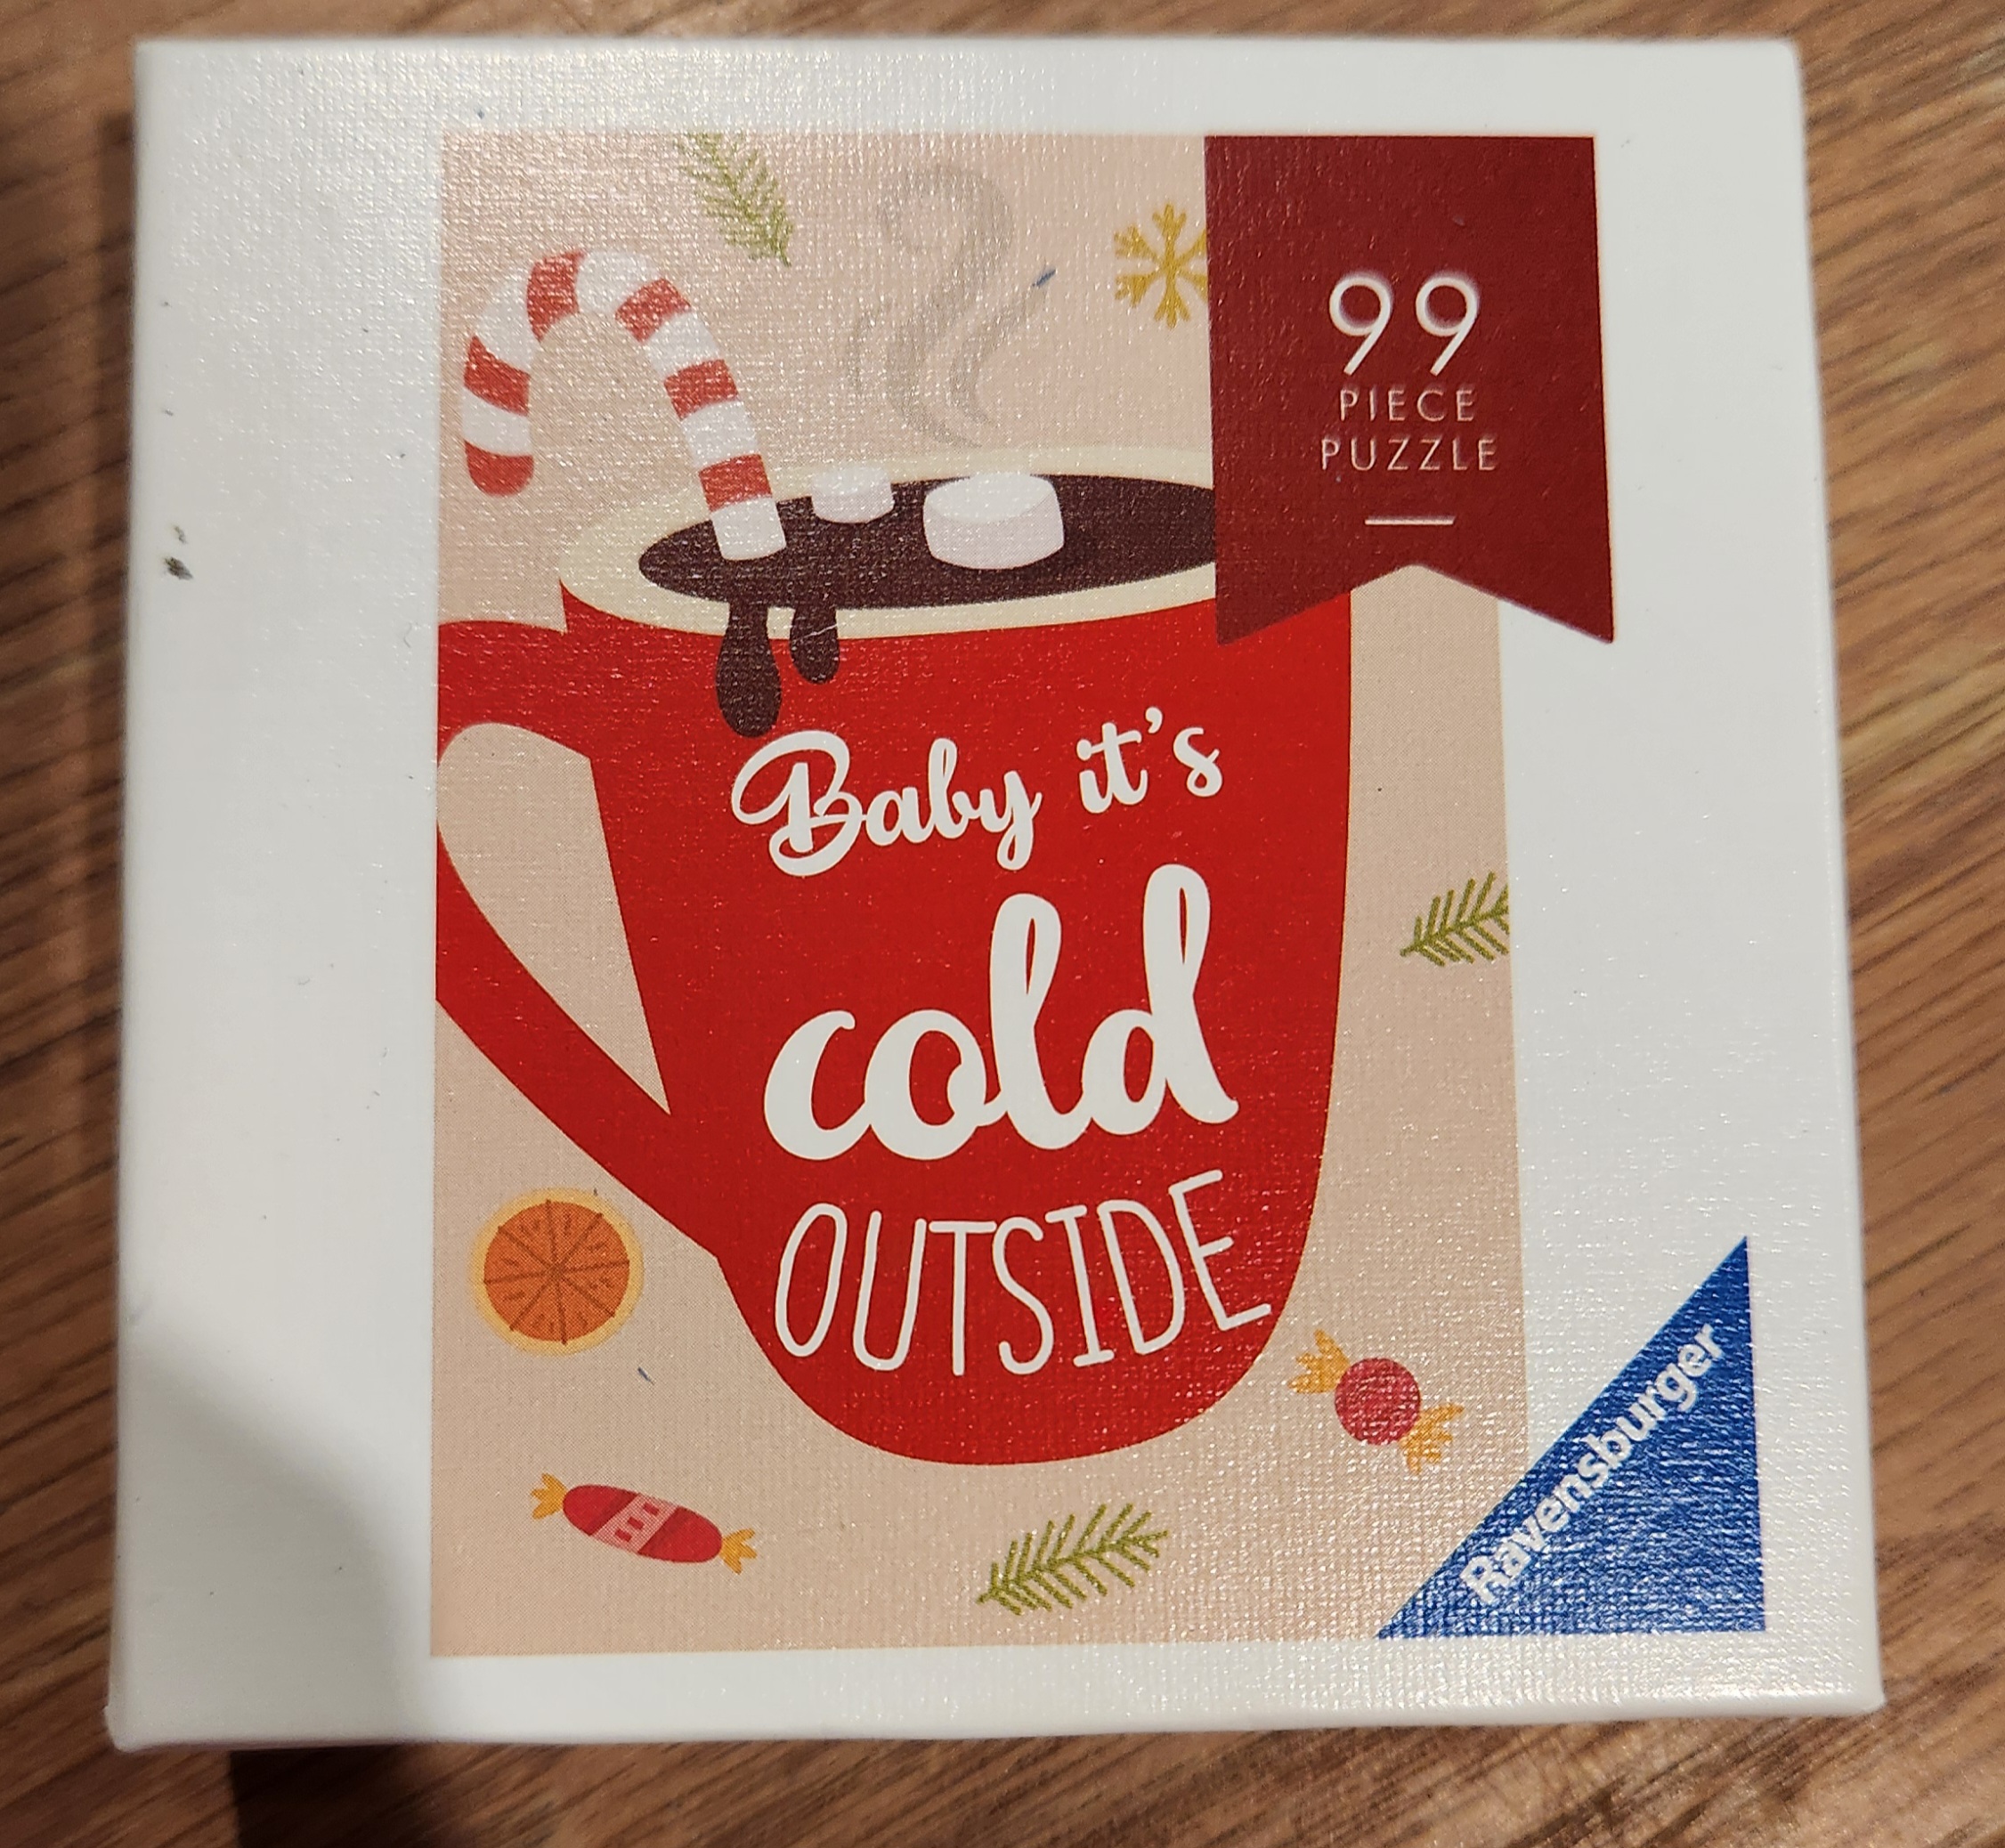 99
PIECE
PUZZLE
Baby it's
cold
OUTSIDE
Ravensburger